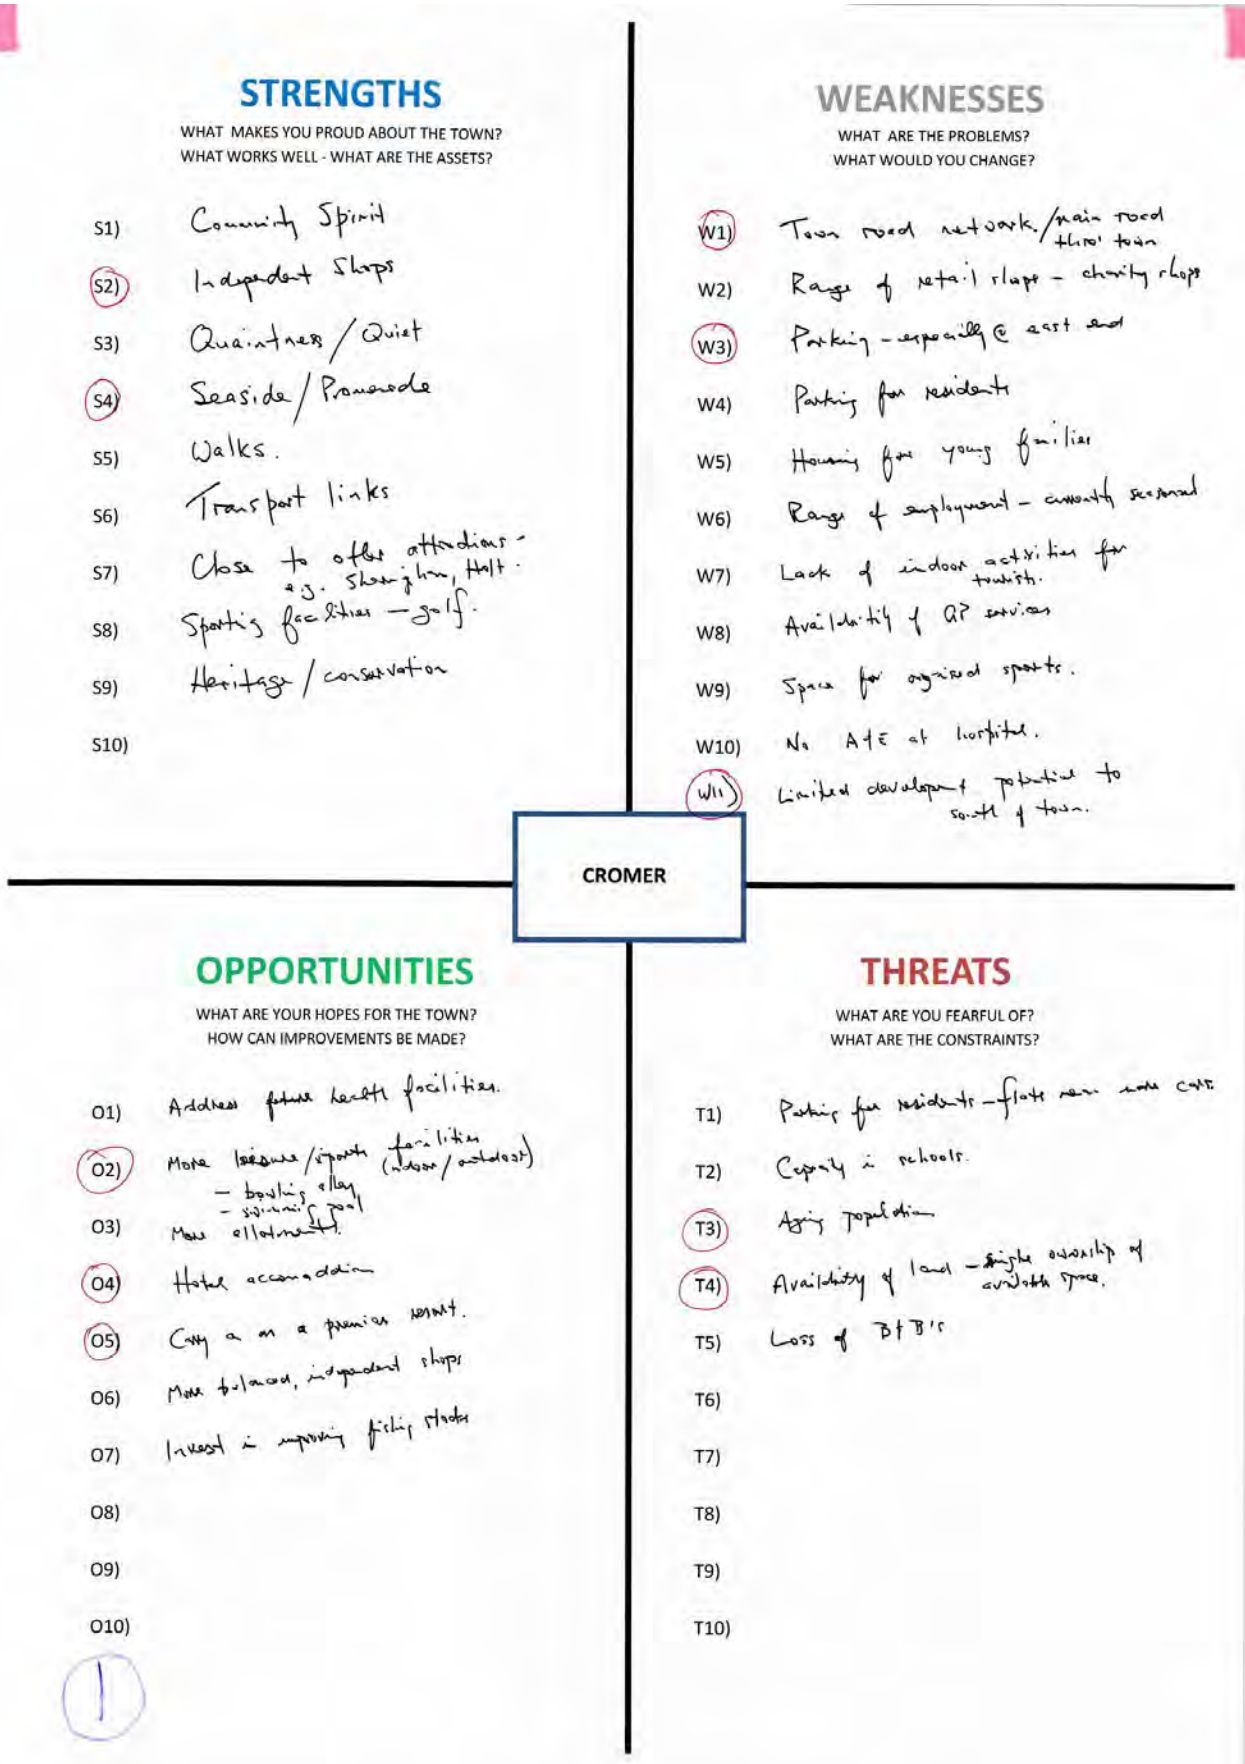 STRENGTHS
WHAT MAKES YOU PROUD ABOUT THE TOWN?
WHAT WORKS WELL - WHAT ARE THE ASSETS?
S1) Community Spirit
S2) Independent Shops
S3) Quaintness / Quiet
S4) Seaside / Promenade
S5) Walks.
S6) Transport links
S7) Close to other attractions -
e.g. Sheringham, Holt.
S8) Sporting facilities - golf.
S9) Heritage / conservation
S10)
WEAKNESSES
WHAT ARE THE PROBLEMS?
WHAT WOULD YOU CHANGE?
W1) Town road network. / main road
thro' town
W2) Range of retail shops - charity shops
W3) Parking - especially @ east end
W4) Parking for residents
W5) Housing for young families
W6) Range of employment - currently seasonal
W7) Lack of indoor activities for
tourists.
W8) Availability of GP services
W9) Space for organised sports.
W10) No A+E at hospital.
W11) Limited development potential to
south of town.
CROMER
OPPORTUNITIES
WHAT ARE YOUR HOPES FOR THE TOWN?
HOW CAN IMPROVEMENTS BE MADE?
O1) Address future health facilities.
O2) More leisure / sports facilities
(indoor / outdoor)
- bowling alley
- swimming pool
O3) More allotments.
O4) Hotel accomodation
O5) Carry on as a premier resort.
O6) More balanced, independent shops
O7) Invest in improving fishing stocks
O8)
O9)
O10)
1
THREATS
WHAT ARE YOU FEARFUL OF?
WHAT ARE THE CONSTRAINTS?
T1) Parking for residents - flats mean more cars.
T2) Capacity in schools.
T3) Aging population
T4) Availability of land - single ownership of
available space.
T5) Loss of B+B's
T6)
T7)
T8)
T9)
T10)